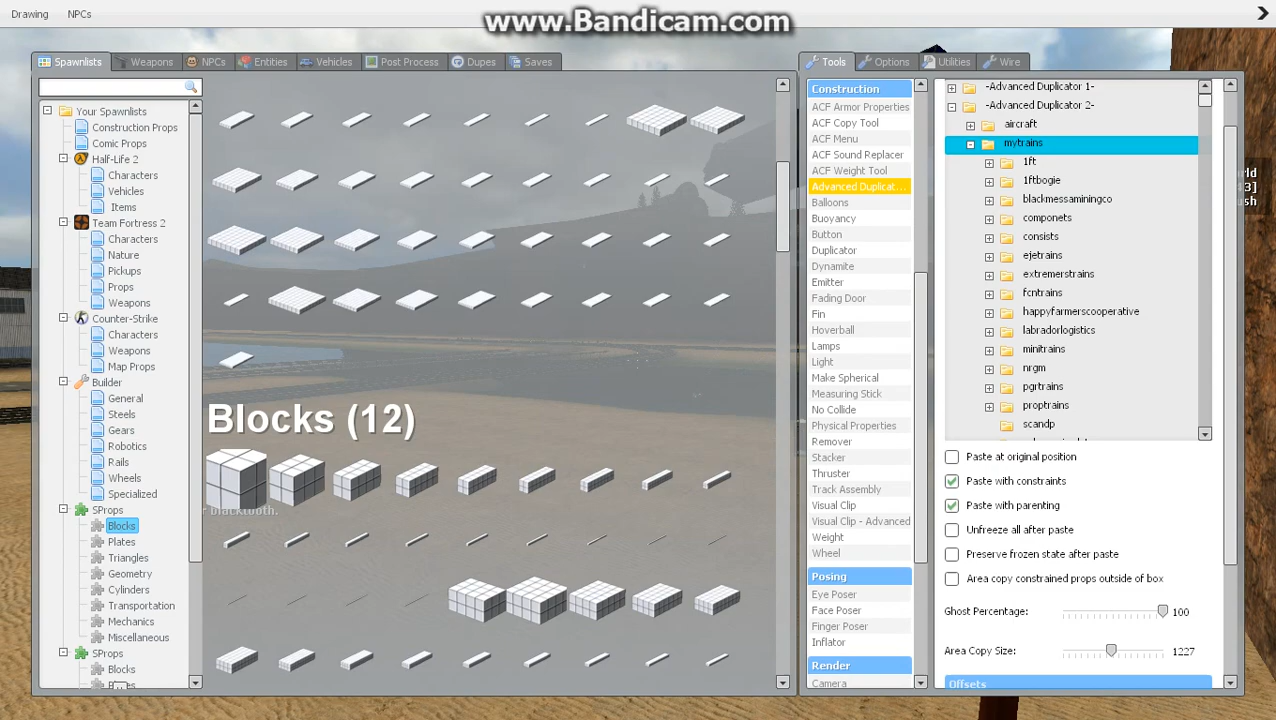 Drawing NPCs
www.Bandicam.com
Spawnlists Weapons NPCs Entities Vehicles Post Process Dupes Saves
Your Spawnlists
Construction Props
Comic Props
Half-Life 2
Characters
Vehicles
Items
Team Fortress 2
Characters
Nature
Pickups
Props
Weapons
Counter-Strike
Characters
Weapons
Map Props
Builder
General
Steels
Gears
Robotics
Rails
Wheels
Specialized
SProps
Blocks
Plates
Triangles
Geometry
Cylinders
Transportation
Mechanics
Miscellaneous
SProps
Blocks
Blocks (12)
r blacktooth.
Tools Options Utilities Wire
Construction
ACF Armor Properties
ACF Copy Tool
ACF Menu
ACF Sound Replacer
ACF Weight Tool
Advanced Duplicat...
Balloons
Buoyancy
Button
Duplicator
Dynamite
Emitter
Fading Door
Fin
Hoverball
Lamps
Light
Make Spherical
Measuring Stick
No Collide
Physical Properties
Remover
Stacker
Thruster
Track Assembly
Visual Clip
Visual Clip - Advanced
Weight
Wheel
Posing
Eye Poser
Face Poser
Finger Poser
Inflator
Render
Camera
-Advanced Duplicator 1-
-Advanced Duplicator 2-
aircraft
mytrains
1ft
1ftbogie
blackmessaminingco
componets
consists
ejetrains
extremerstrains
fcntrains
happyfarmerscooperative
labradorlogistics
minitrains
nrgm
pgrtrains
proptrains
scandp
Paste at original position
Paste with constraints
Paste with parenting
Unfreeze all after paste
Preserve frozen state after paste
Area copy constrained props outside of box
Ghost Percentage: 100
Area Copy Size: 1227
Offsets
rld
43]
ush